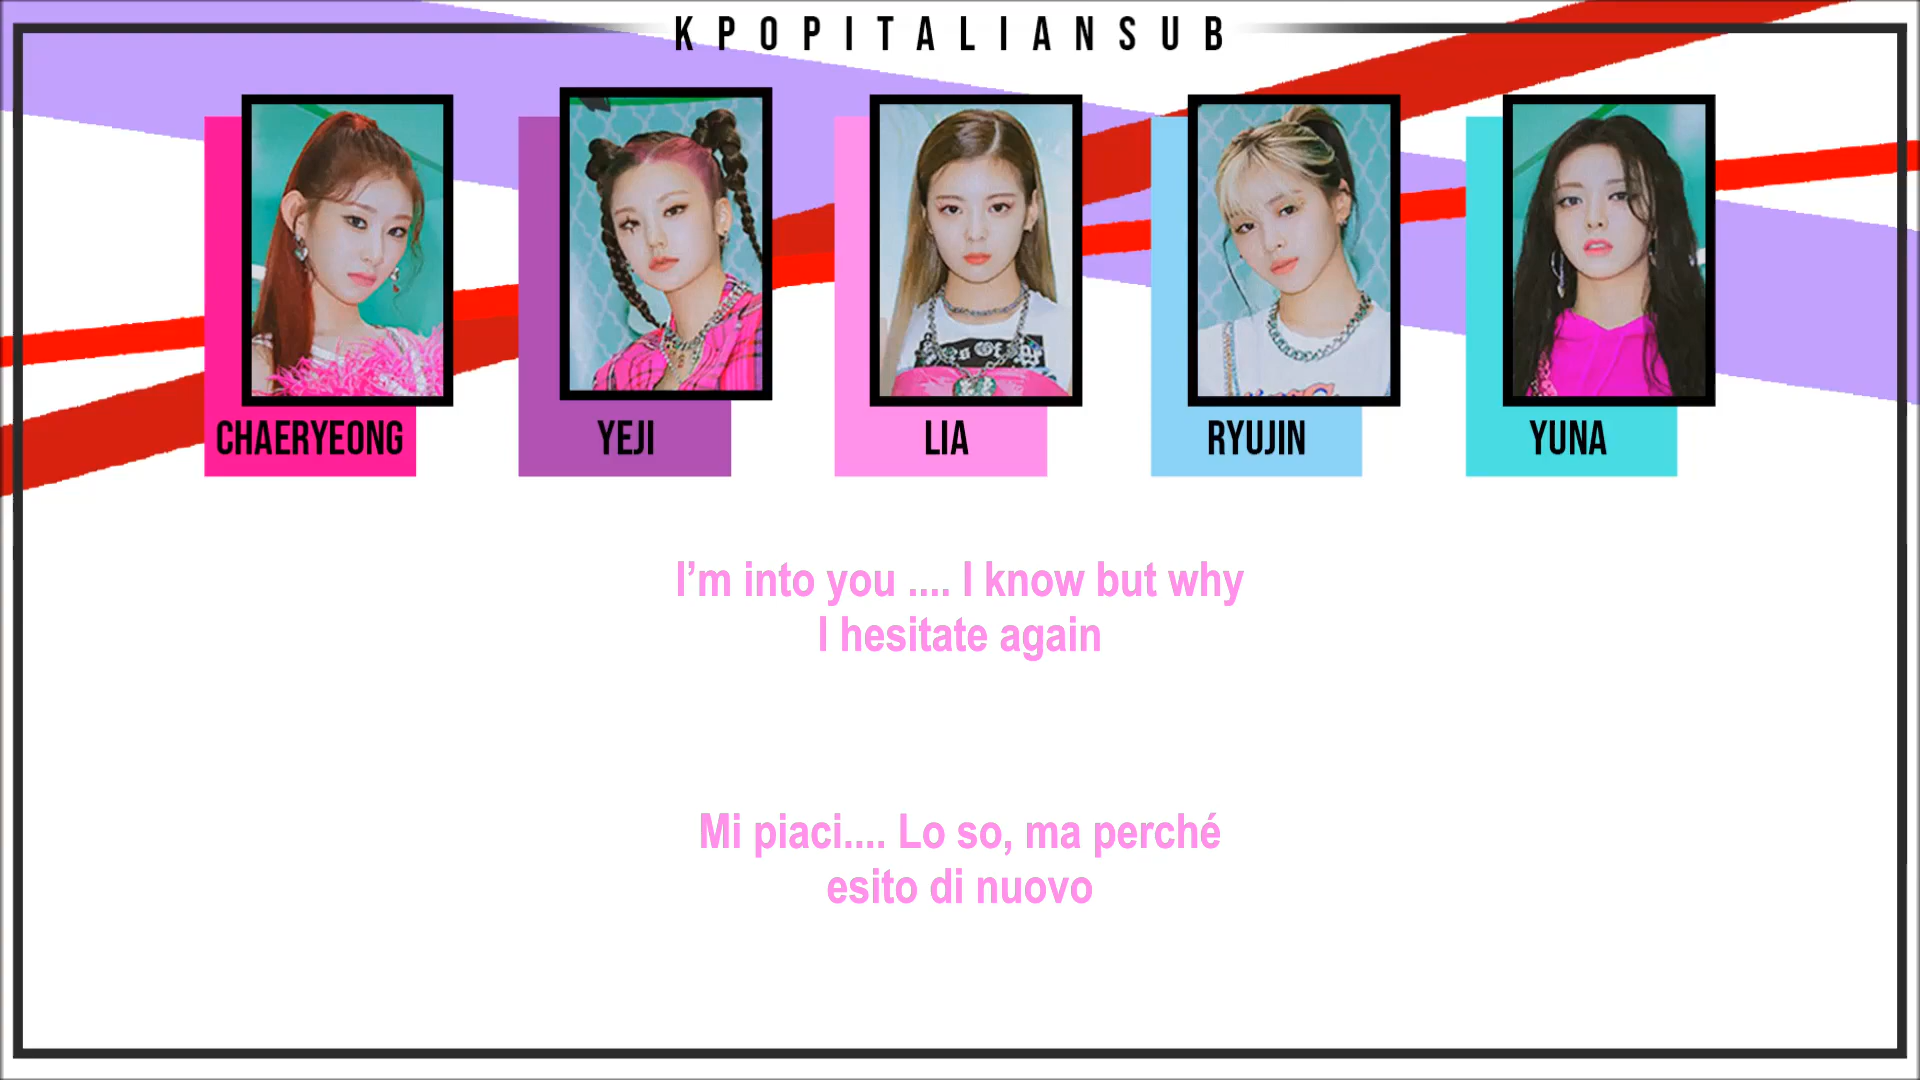 KPOPITALIANSUB
CHAERYEONG
YEJI
LIA
RYUJIN
YUNA
I’m into you .... I know but why
I hesitate again
Mi piaci.... Lo so, ma perché
esito di nuovo